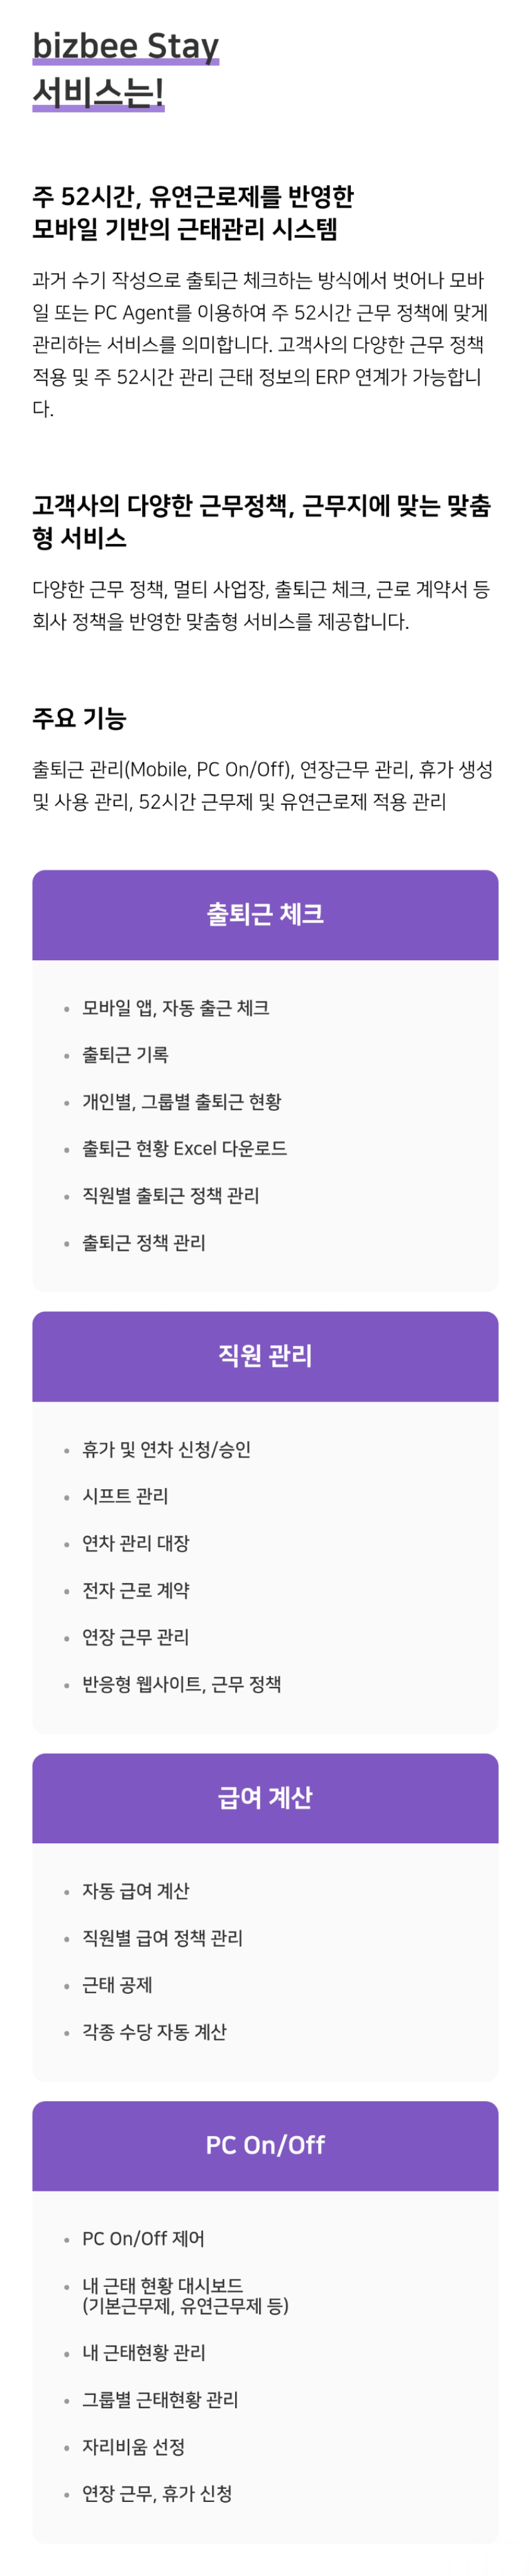 bizbee Stay
서비스는!
주 52시간, 유연근로제를 반영한
모바일 기반의 근태관리 시스템
과거 수기 작성으로 출퇴근 체크하는 방식에서 벗어나 모바
일 또는 PC Agent를 이용하여 주 52시간 근무 정책에 맞게
관리하는 서비스를 의미합니다. 고객사의 다양한 근무 정책
적용 및 주 52시간 관리 근태 정보의 ERP 연계가 가능합니
다.
고객사의 다양한 근무정책, 근무지에 맞는 맞춤
형 서비스
다양한 근무 정책, 멀티 사업장, 출퇴근 체크, 근로 계약서 등
회사 정책을 반영한 맞춤형 서비스를 제공합니다.
주요 기능
출퇴근 관리(Mobile, PC On/Off), 연장근무 관리, 휴가 생성
및 사용 관리, 52시간 근무제 및 유연근로제 적용 관리
출퇴근 체크
• 모바일 앱, 자동 출근 체크
• 출퇴근 기록
• 개인별, 그룹별 출퇴근 현황
• 출퇴근 현황 Excel 다운로드
• 직원별 출퇴근 정책 관리
• 출퇴근 정책 관리
직원 관리
• 휴가 및 연차 신청/승인
• 시프트 관리
• 연차 관리 대장
• 전자 근로 계약
• 연장 근무 관리
• 반응형 웹사이트, 근무 정책
급여 계산
• 자동 급여 계산
• 직원별 급여 정책 관리
• 근태 공제
• 각종 수당 자동 계산
PC On/Off
• PC On/Off 제어
• 내 근태 현황 대시보드
(기본근무제, 유연근무제 등)
• 내 근태현황 관리
• 그룹별 근태현황 관리
• 자리비움 선정
• 연장 근무, 휴가 신청